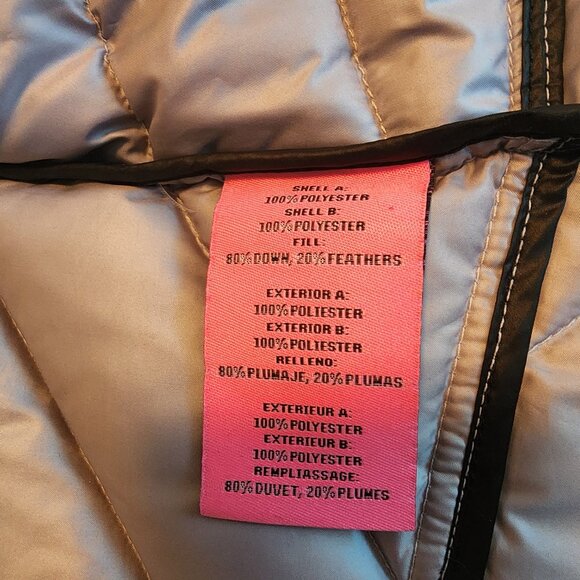 SHELL A:
100% POLYESTER
SHELL B:
100% POLYESTER
FILL:
80% DOWN, 20% FEATHERS
EXTERIOR A:
100% POLIESTER
EXTERIOR B:
100% POLIESTER
RELLENO:
80% PLUMAJE, 20% PLUMAS
EXTERIEUR A:
100% POLYESTER
EXTERIEUR B:
100% POLYESTER
REMPLIASSAGE:
80% DUVET, 20% PLUMES